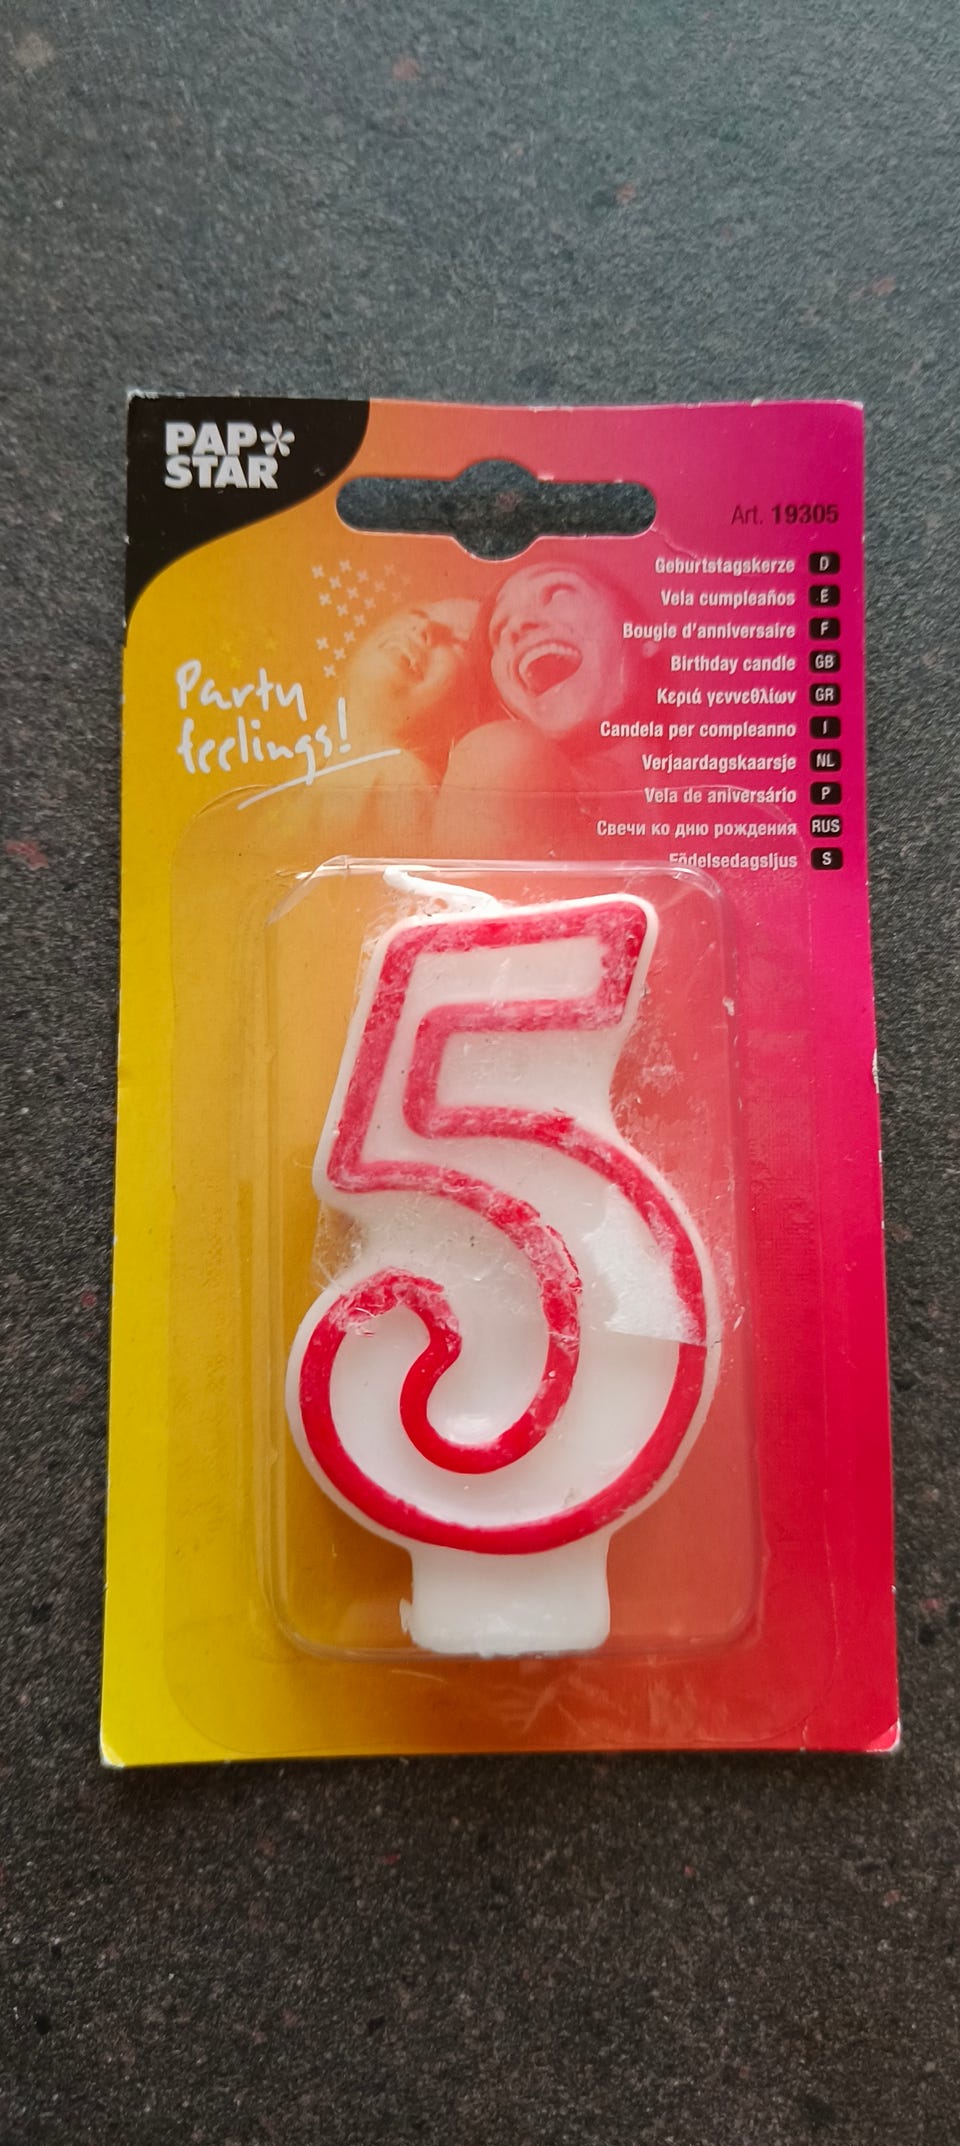 PAP*
STAR
Art. 19305
Geburtstagskerze D
Vela cumpleaños E
Bougie d'anniversaire F
Birthday candle GB
Κεριά γεννεθλίων GR
Candela per compleanno I
Verjaardagskaarsje NL
Vela de aniversário P
Свечи ко дню рождения RUS
Födelsedagsljus S
Party
feelings!
5